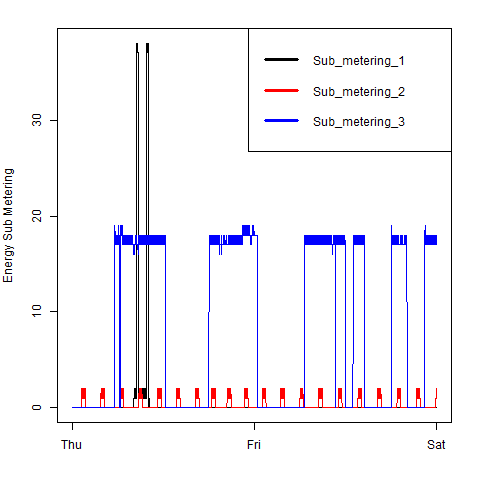 Sub_metering_1
Sub_metering_2
Sub_metering_3
Energy Sub Metering
30
20
10
0
Thu Fri Sat